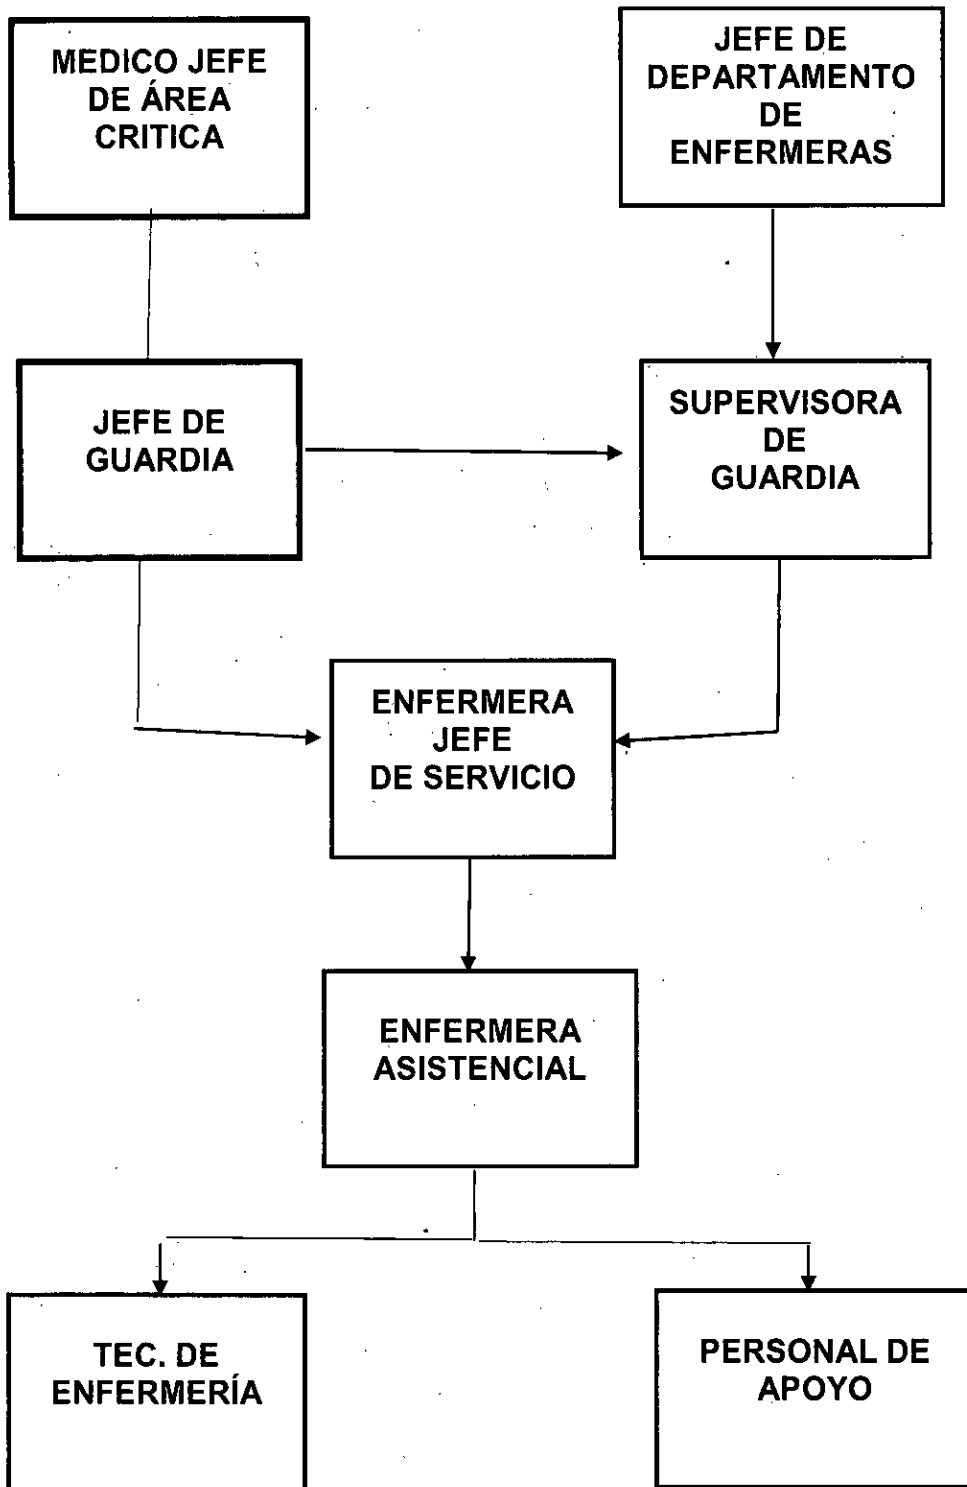 MEDICO JEFE
DE ÁREA
CRITICA
JEFE DE
DEPARTAMENTO
DE
ENFERMERAS
JEFE DE
GUARDIA
SUPERVISORA
DE
GUARDIA
ENFERMERA
JEFE
DE SERVICIO
ENFERMERA
ASISTENCIAL
TEC. DE
ENFERMERÍA
PERSONAL DE
APOYO